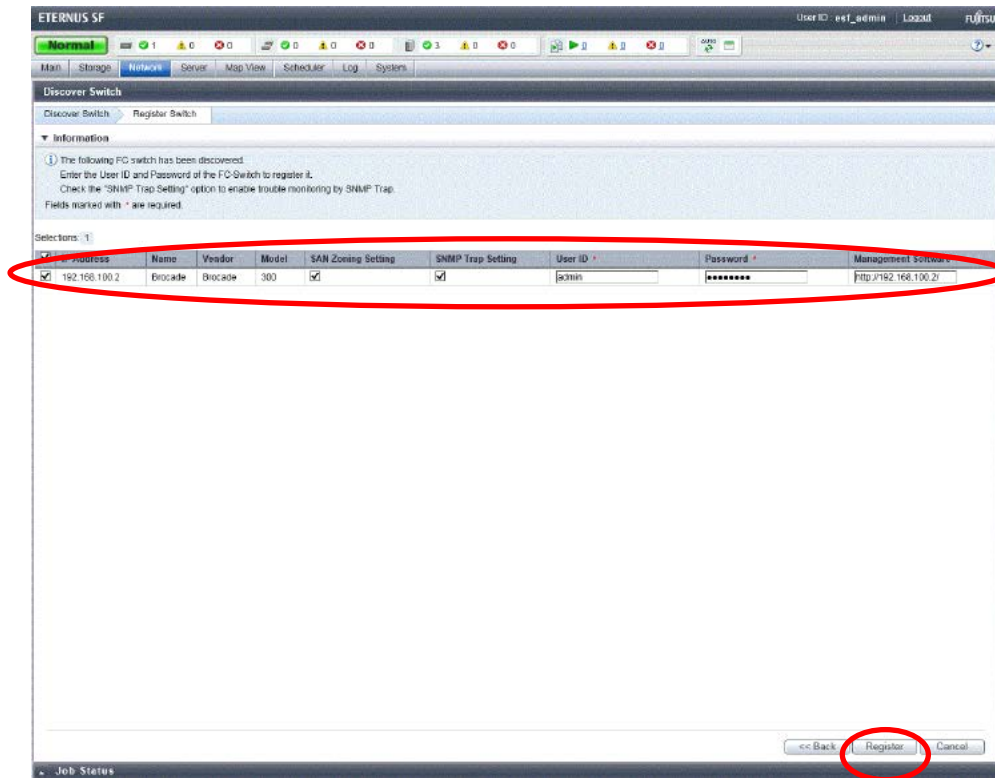 ETERNUS SF User ID : esf_admin Logout FUJITSU
Normal 1 0 0 0 0 0 3 0 0 0 0 0 AUTO
Main Storage Network Server Map View Scheduler Log System
Discover Switch
Discover Switch Register Switch
Information
The following FC switch has been discovered.
Enter the User ID and Password of the FC-Switch to register it.
Check the "SNMP Trap Setting" option to enable trouble monitoring by SNMP Trap.
Fields marked with * are required.
Selections: 1
IP Address Name Vendor Model SAN Zoning Setting SNMP Trap Setting User ID * Password * Management Software
192.168.100.2 Brocade Brocade 300 admin ●●●●●●●● http://192.168.100.2/
<< Back Register Cancel
Job Status